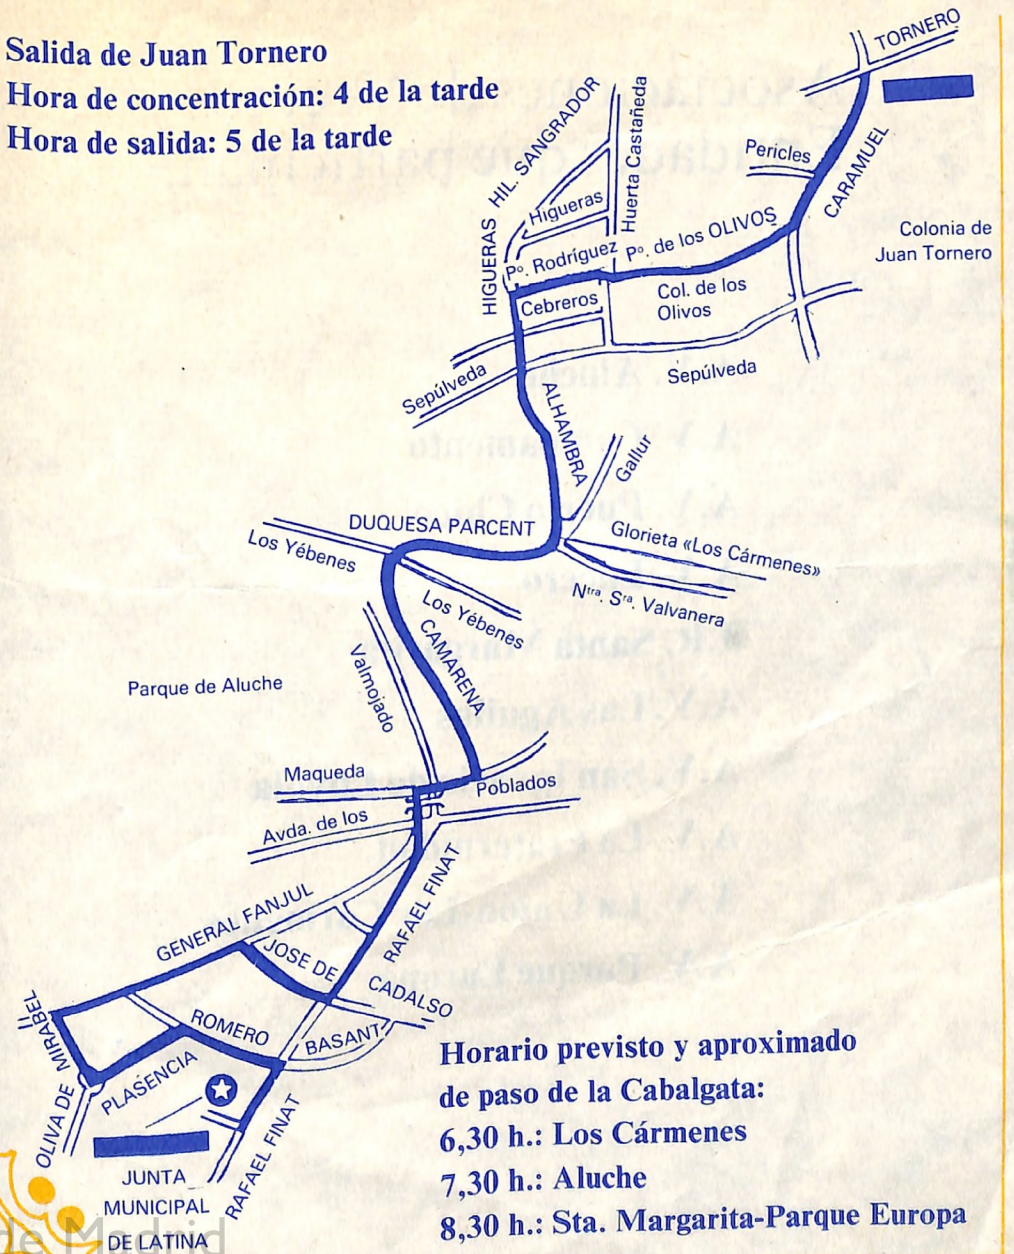 Salida de Juan Tornero
Hora de concentración: 4 de la tarde
Hora de salida: 5 de la tarde
TORNERO
HIL. SANGRADOR
Huerta Castañeda
Pericles
CARAMUEL
Higueras
HIGUERAS
Pº. Rodríguez
Pº. de los OLIVOS
Colonia de
Juan Tornero
Cebreros
Col. de los
Olivos
Sepúlveda
Sepúlveda
ALHAMBRA
Gallur
DUQUESA PARCENT
Glorieta «Los Cármenes»
Los Yébenes
Ntra. Sra. Valvanera
Los Yébenes
CAMARENA
Valmojado
Parque de Aluche
Maqueda
Poblados
Avda. de los
RAFAEL FINAT
GENERAL FANJUL
JOSE DE
CADALSO
ROMERO
BASANT
OLIVA DE MIRABEL
PLASENCIA
RAFAEL FINAT
JUNTA
MUNICIPAL
DE LATINA
Horario previsto y aproximado
de paso de la Cabalgata:
6,30 h.: Los Cármenes
7,30 h.: Aluche
8,30 h.: Sta. Margarita-Parque Europa
de Madrid